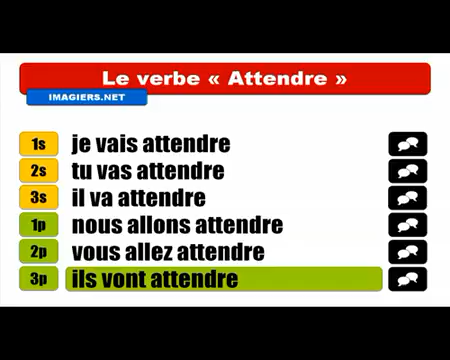 Le verbe « Attendre »
IMAGIERS.NET
1s je vais attendre
2s tu vas attendre
3s il va attendre
1p nous allons attendre
2p vous allez attendre
3p ils vont attendre